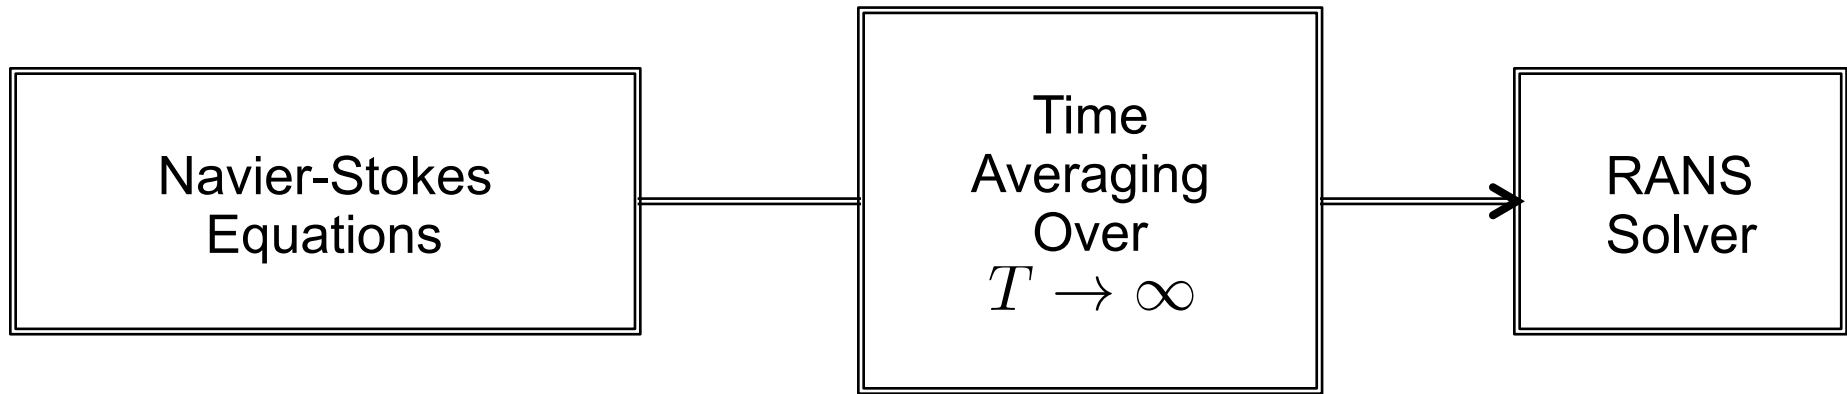 Navier-Stokes
Equations
Time
Averaging
Over
T → ∞
RANS
Solver